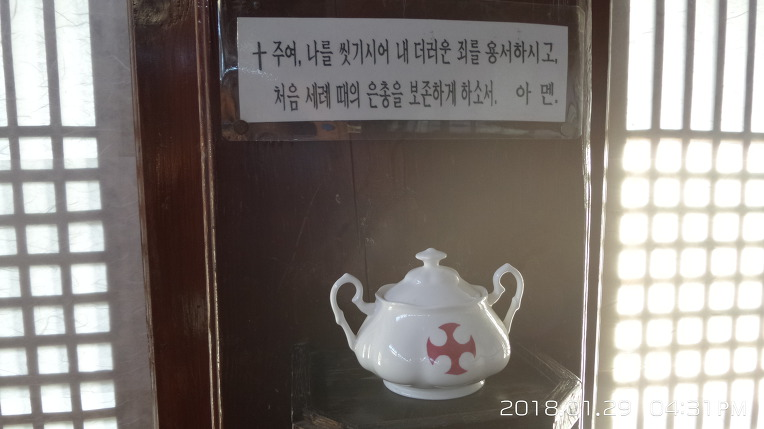 † 주여, 나를 씻기시어 내 더러운 죄를 용서하시고,
처음 세례 때의 은총을 보존하게 하소서. 아 멘.
2018.01.29 04:31 PM